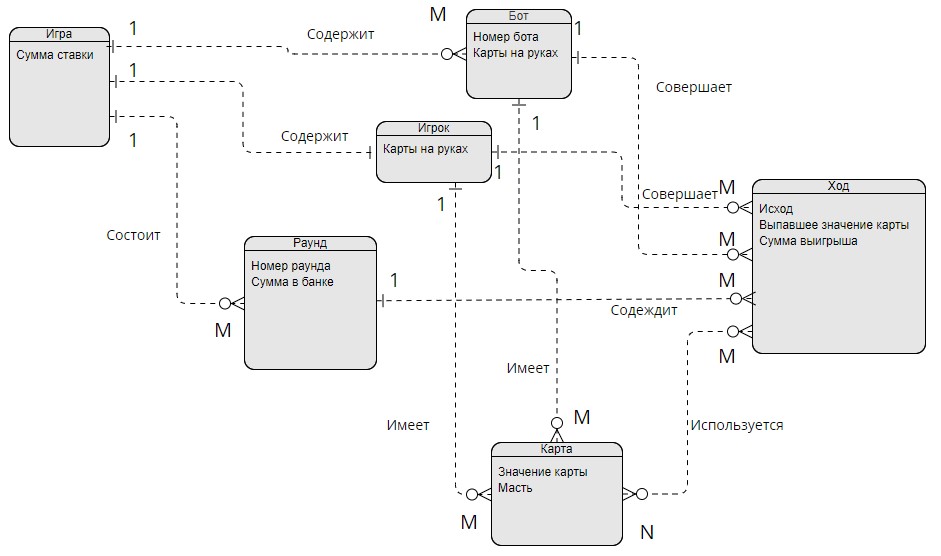 Игра
Сумма ставки
1
Содержит
M
Бот
Номер бота
Карты на руках
1
Совершает
1
Содержит
Игрок
Карты на руках
1
1
Совершает
M
Ход
Исход
Выпавшее значение карты
Сумма выигрыша
1
Состоит
1
M
Раунд
Номер раунда
Сумма в банке
1
M
M
Содеждит
M
Имеет
Имеет
M
Используется
Карта
Значение карты
Масть
M
N